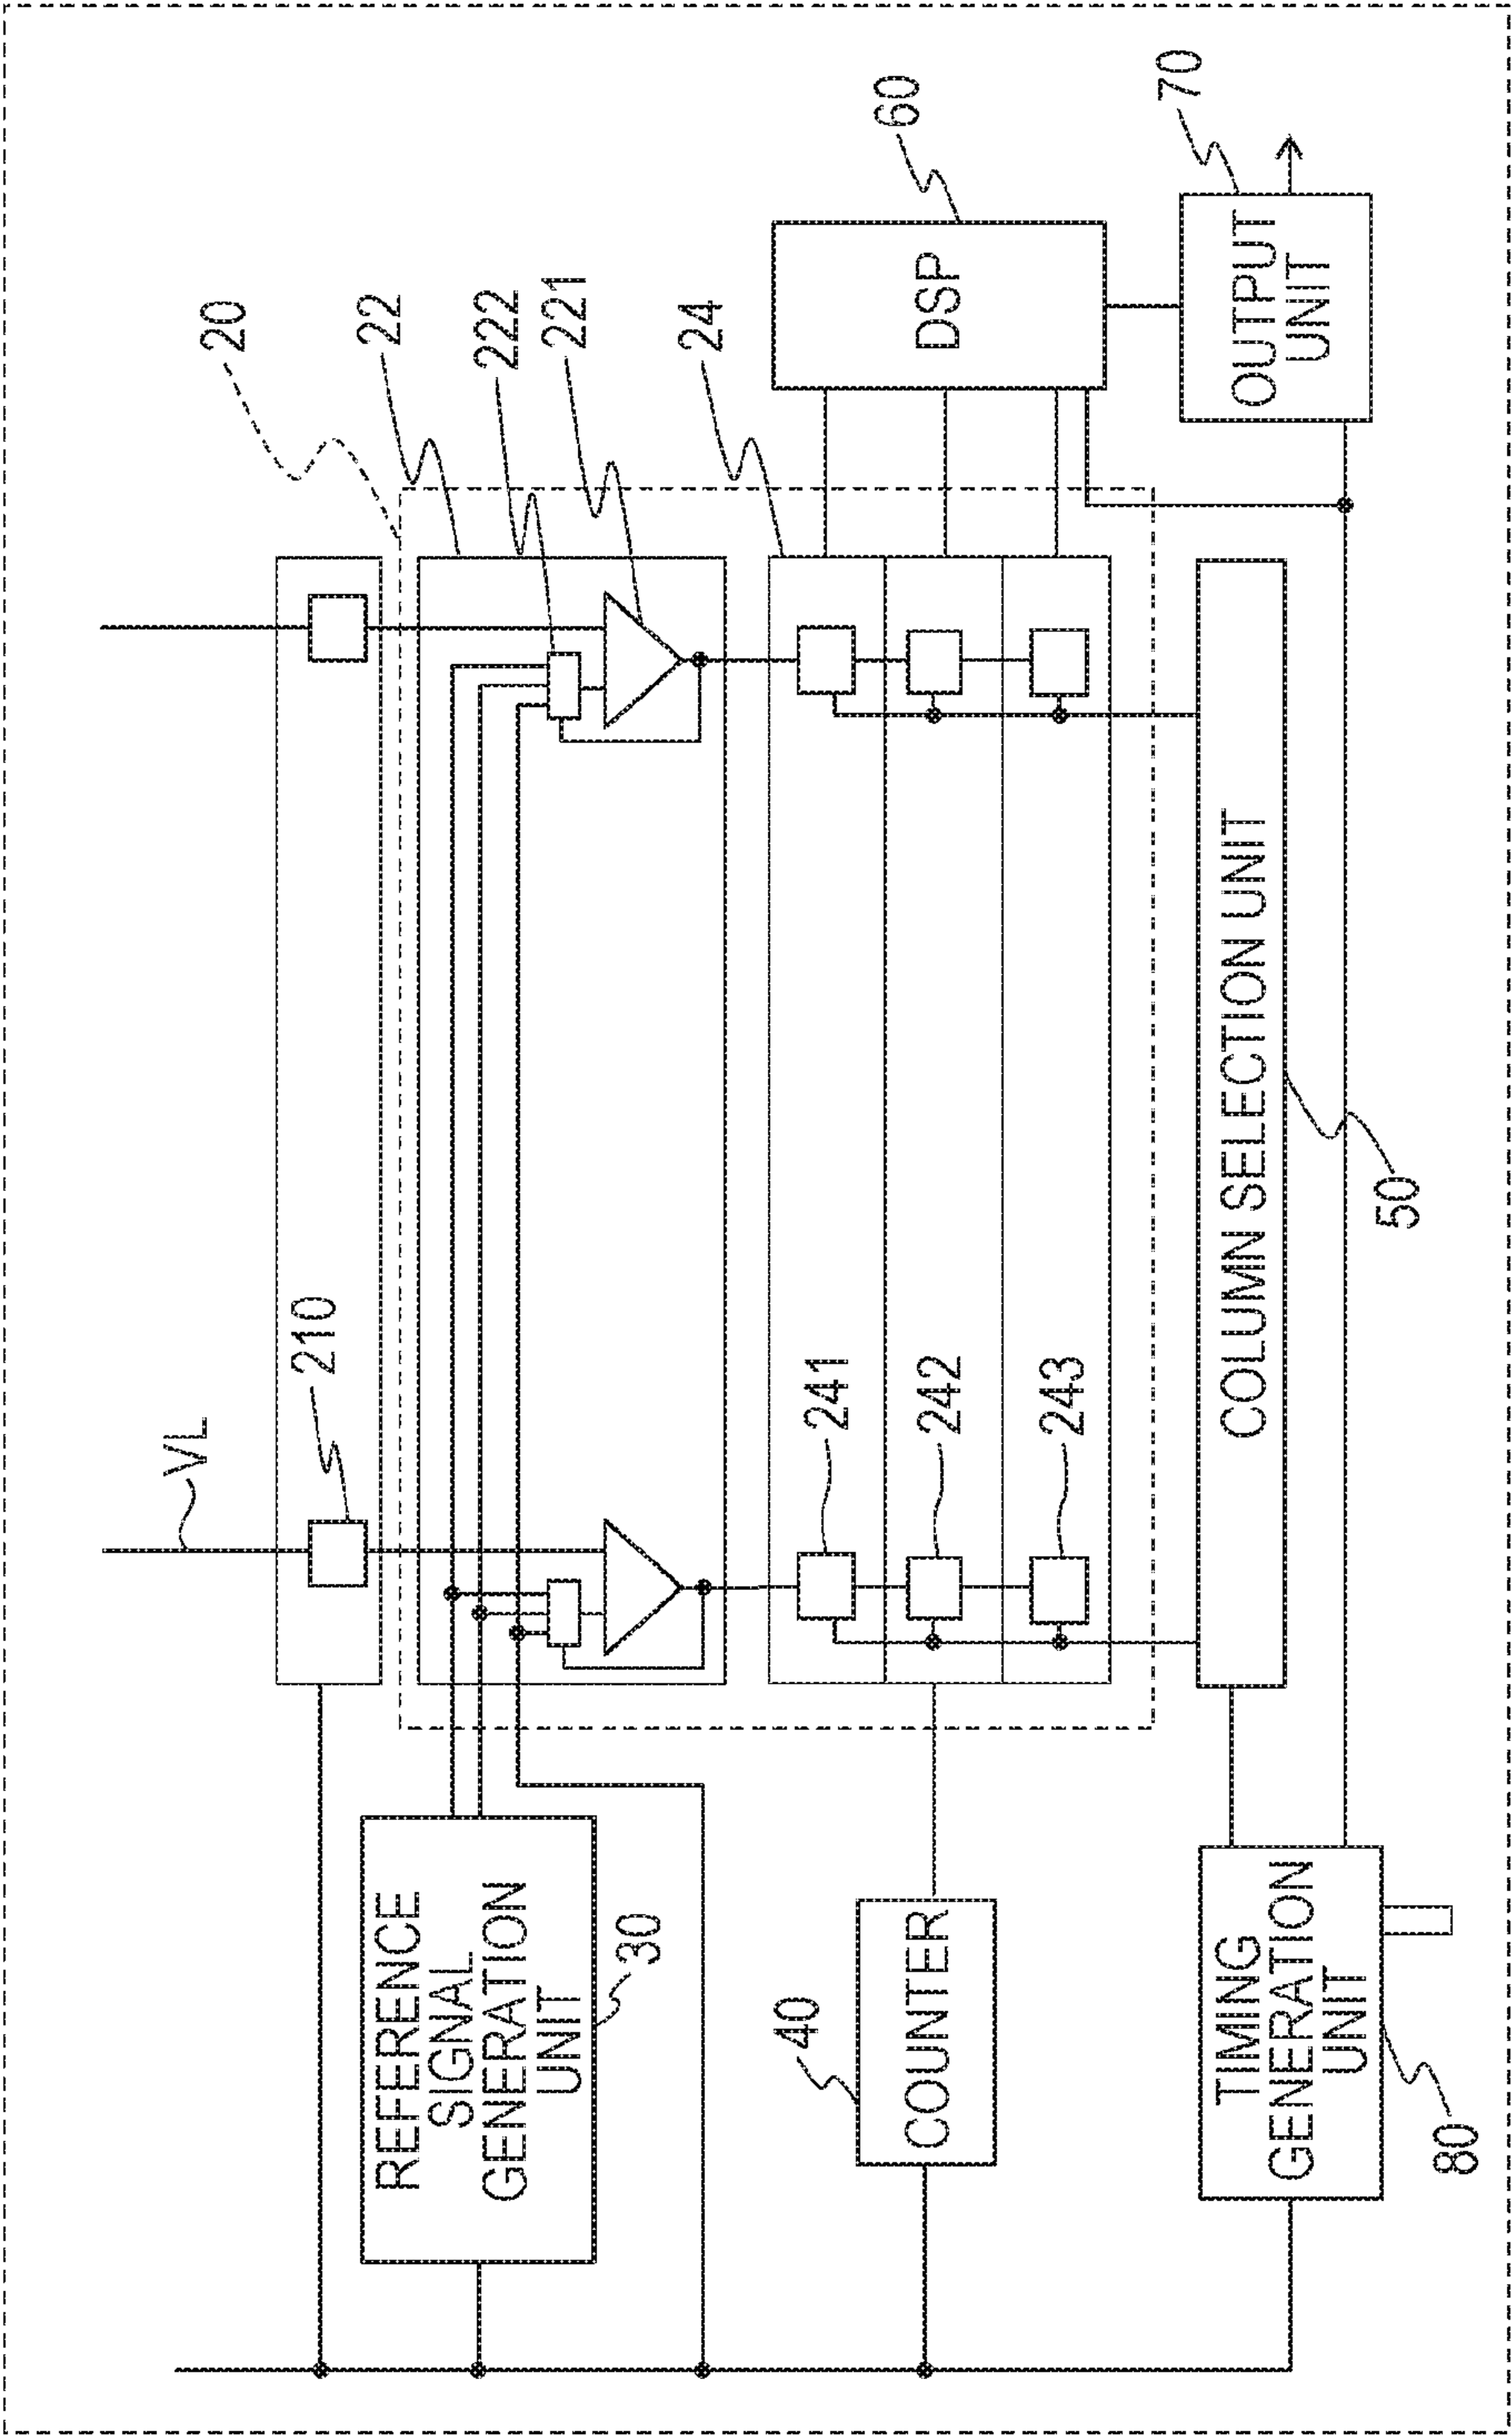 VL
210
20
22
222
221
24
REFERENCE
SIGNAL
GENERATION
UNIT
30
40
COUNTER
241
242
243
DSP
60
TIMING
GENERATION
UNIT
80
COLUMN SELECTION UNIT
50
OUTPUT
UNIT
70